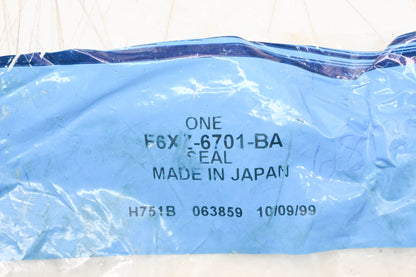 ONE
F6XZ-6701-BA
SEAL
MADE IN JAPAN
H751B 063859 10/09/99